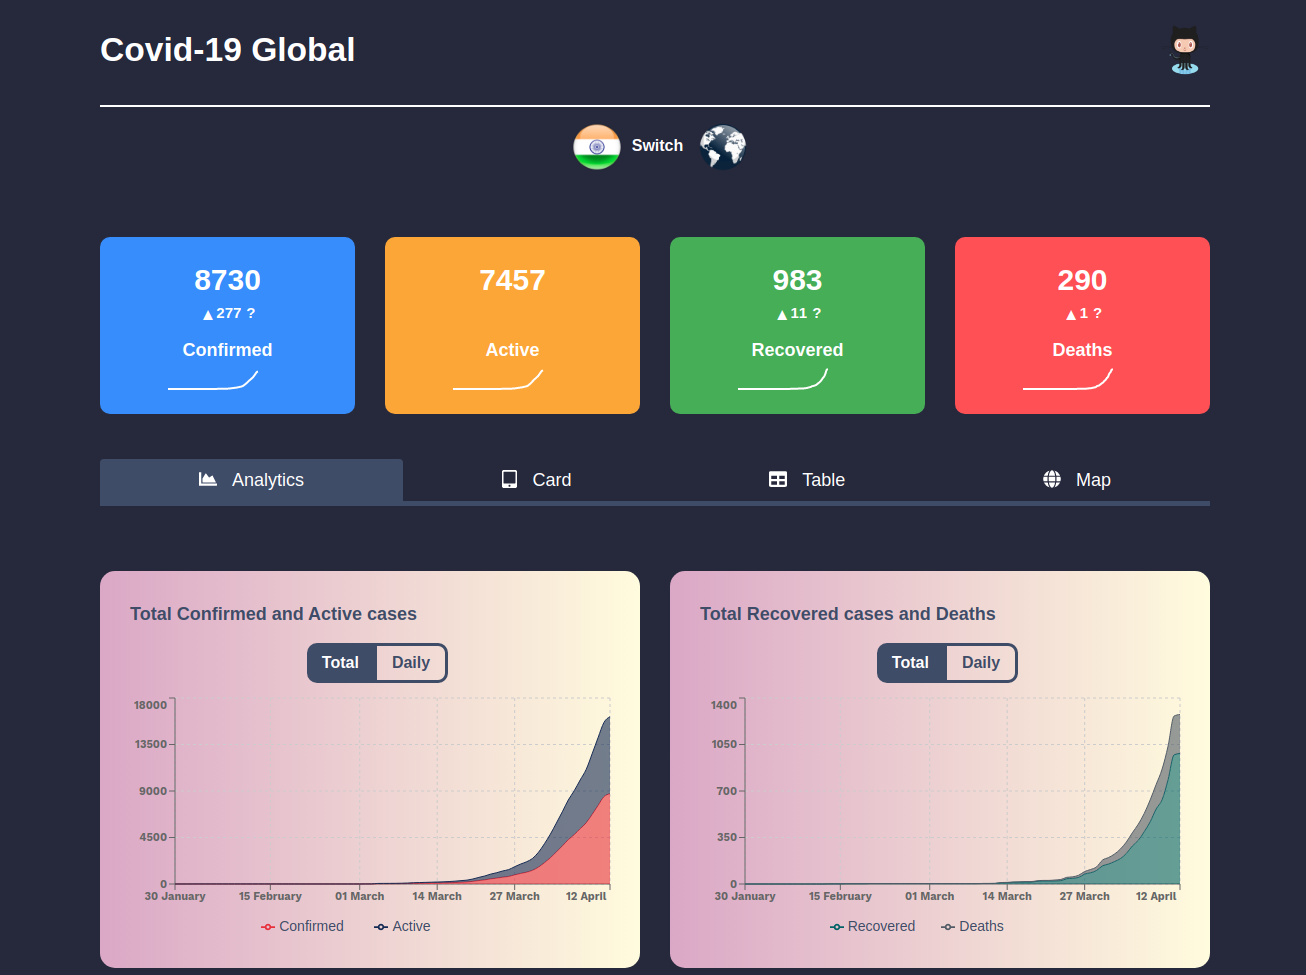 Covid-19 Global
Switch
8730
▲277 ?
Confirmed
7457
Active
983
▲11 ?
Recovered
290
▲1 ?
Deaths
Analytics
Card
Table
Map
Total Confirmed and Active cases
Total Daily
18000
13500
9000
4500
0
30 January 15 February 01 March 14 March 27 March 12 April
Confirmed Active
Total Recovered cases and Deaths
Total Daily
1400
1050
700
350
0
30 January 15 February 01 March 14 March 27 March 12 April
Recovered Deaths